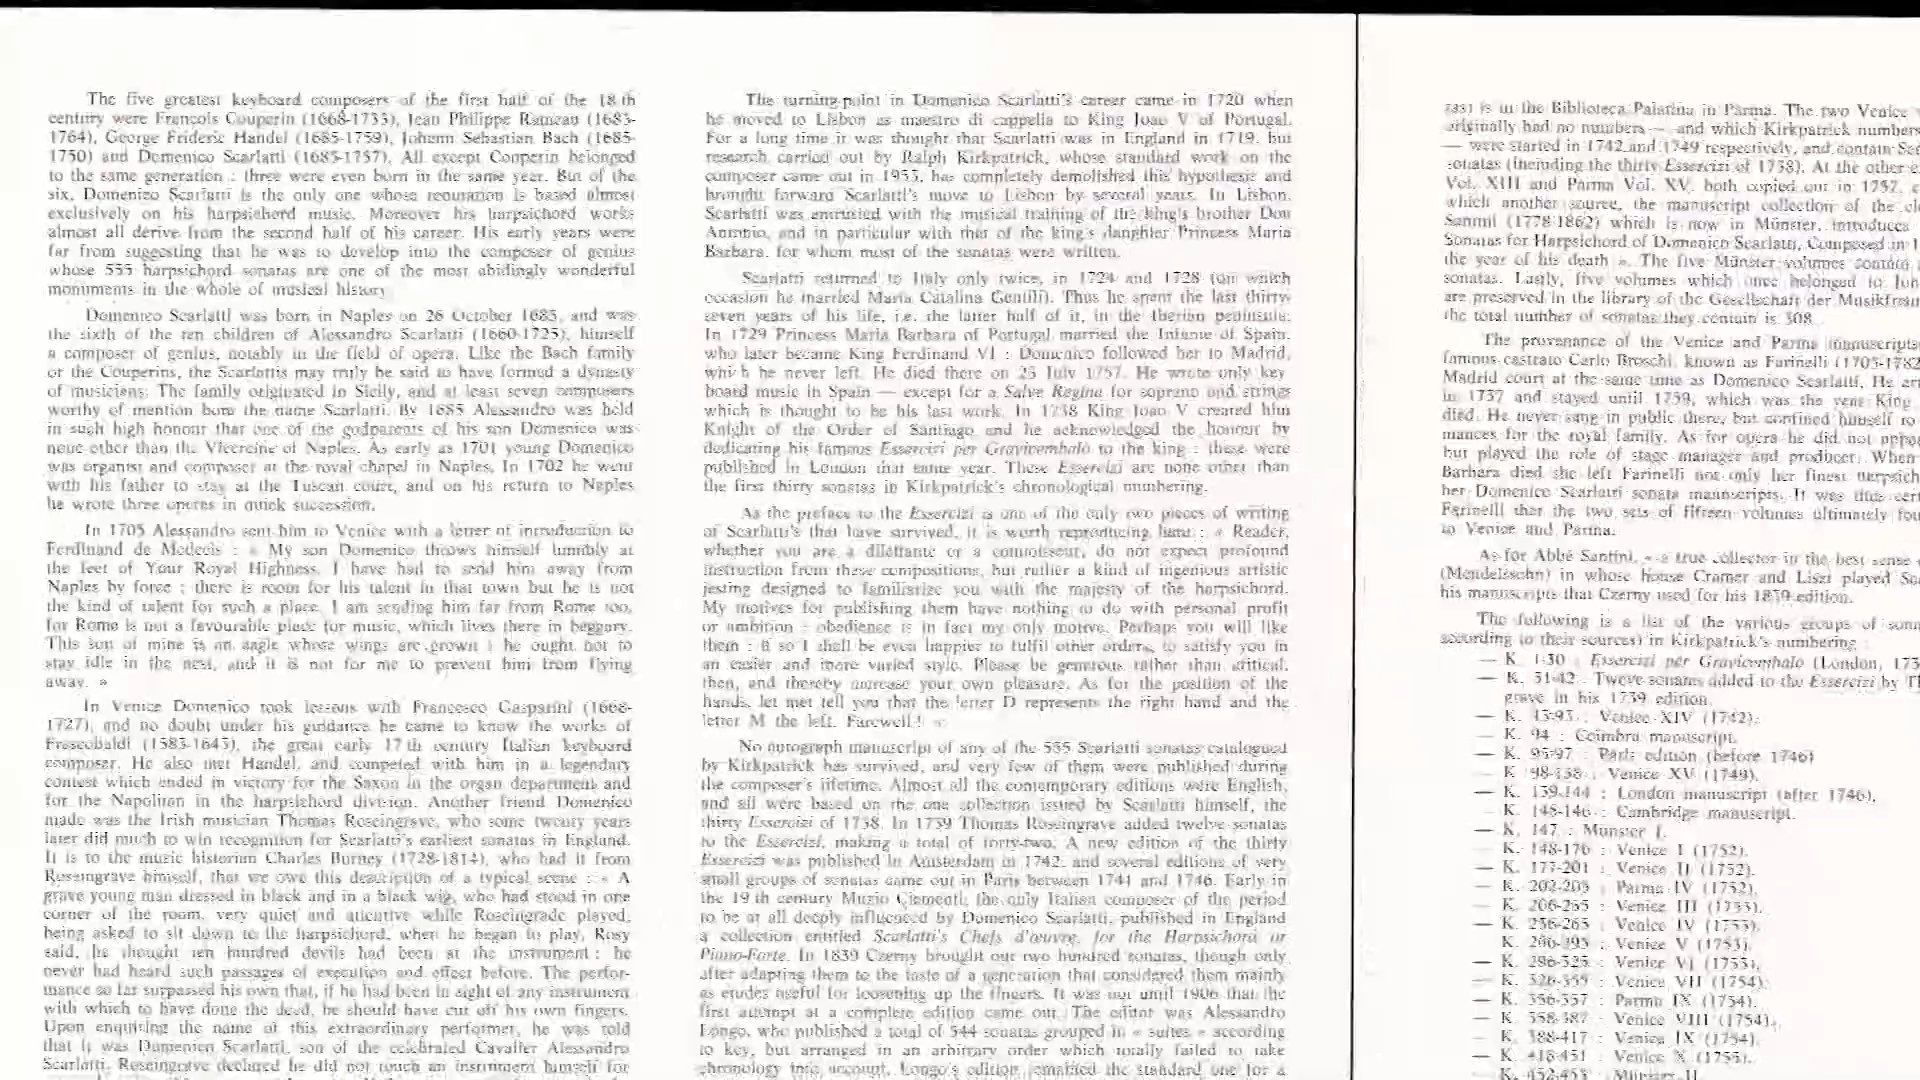 The five greatest keyboard composers of the first half of the 18 th
century were François Couperin (1668-1733), Jean Philippe Rameau (1683-
1764), George Frideric Handel (1685-1759), Johann Sebastian Bach (1685-
1750) and Domenico Scarlatti (1685-1757). All except Couperin belonged
to the same generation : three were even born in the same year. But of the
six, Domenico Scarlatti is the only one whose reputation is based almost
exclusively on his harpsichord music. Moreover his harpsichord works
almost all derive from the second half of his career. His early years were
far from suggesting that he was to develop into the composer of genius
whose 555 harpsichord sonatas are one of the most abidingly wonderful
monuments in the whole of musical history
Domenico Scarlatti was born in Naples on 26 October 1685, and was
the sixth of the ten children of Alessandro Scarlatti (1660-1725), himself
a composer of genius, notably in the field of opera. Like the Bach family
or the Couperins, the Scarlattis may truly be said to have formed a dynasty
of musicians. The family originated in Sicily, and at least seven composers
worthy of mention bore the name Scarlatti. By 1685 Alessandro was held
in such high honour that one of the godparents of his son Domenico was
none other than the Vicereine of Naples. As early as 1701 young Domenico
was organist and composer at the royal chapel in Naples. In 1702 he went
with his father to stay at the Tuscan court, and on his return to Naples
he wrote three operas in quick succession.
In 1705 Alessandro sent him to Venice with a letter of introduction to
Ferdinand de Medecis : « My son Domenico throws himself humbly at
the feet of Your Royal Highness. I have had to send him away from
Naples by force ; there is room for his talent in that town but he is not
the kind of talent for such a place. I am sending him far from Rome too,
for Rome is not a favourable place for music, which lives there in beggary.
This son of mine is an eagle whose wings are grown : he ought not to
stay idle in the nest, and it is not for me to prevent him from flying
away. »
In Venice Domenico took lessons with Francesco Gasparini (1668-
1727), and no doubt under his guidance he came to know the works of
Frescobaldi (1583-1643), the great early 17 th century Italian keyboard
composer. He also met Handel, and competed with him in a legendary
contest which ended in victory for the Saxon in the organ department and
for the Napolitan in the harpsichord division. Another friend Domenico
made was the Irish musician Thomas Roseingrave, who some twenty years
later did much to win recognition for Scarlatti's earliest sonatas in England.
It is to the music historian Charles Burney (1728-1814), who had it from
Roseingrave himself, that we owe this description of a typical scene : « A
grave young man dressed in black and in a black wig, who had stood in one
corner of the room, very quiet and attentive while Roseingrade played,
being asked to sit down to the harpsichord, when he began to play, Rosy
said, he thought ten hundred devils had been at the instrument : he
never had heard such passages of execution and effect before. The perfor-
mance so far surpassed his own that, if he had been in sight of any instrument
with which to have done the deed, he should have cut off his own fingers.
Upon enquiring the name of this extraordinary performer, he was told
that it was Domenico Scarlatti, son of the celebrated Cavalier Alessandro
Scarlatti. Roseingrave declared he did not touch an instrument himself for
The turning-point in Domenico Scarlatti's career came in 1720 when
he moved to Lisbon as maestro di cappella to King Joao V of Portugal.
For a long time it was thought that Scarlatti was in England in 1719, but
research carried out by Ralph Kirkpatrick, whose standard work on the
composer came out in 1953, has completely demolished this hypothesis and
brought forward Scarlatti's move to Lisbon by several years. In Lisbon,
Scarlatti was entrusted with the musical training of the king's brother Don
Antonio, and in particular with that of the king's daughter Princess Maria
Barbara, for whom most of the sonatas were written.
Scarlatti returned to Italy only twice, in 1724 and 1728 (on which
occasion he married Maria Catalina Gentili). Thus he spent the last thirty-
seven years of his life, i.e. the latter half of it, in the Iberian peninsula.
In 1729 Princess Maria Barbara of Portugal married the Infante of Spain,
who later became King Ferdinand VI : Domenico followed her to Madrid,
which he never left. He died there on 23 July 1757. He wrote only key
board music in Spain — except for a Salve Regina for soprano and strings
which is thought to be his last work. In 1738 King Joao V created him
Knight of the Order of Santiago and he acknowledged the honour by
dedicating his famous Essercizi per Gravicembalo to the king : these were
published in London that same year. These Essercizi are none other than
the first thirty sonatas in Kirkpatrick's chronological numbering.
As the preface to the Essercizi is one of the only two pieces of writing
of Scarlatti's that have survived, it is worth reproducing here : « Reader,
whether you are a dilettante or a connoisseur, do not expect profound
instruction from these compositions, but rather a kind of ingenious artistic
jesting designed to familiarize you with the majesty of the harpsichord.
My motives for publishing them have nothing to do with personal profit
or ambition : obedience is in fact my only motive. Perhaps you will like
them : if so I shall be even happier to fulfil other orders, to satisfy you in
an easier and more varied style. Please be generous rather than critical,
then, and thereby increase your own pleasure. As for the position of the
hands, let met tell you that the letter D represents the right hand and the
letter M the left. Farewell ! »
No autograph manuscript of any of the 555 Scarlatti sonatas catalogued
by Kirkpatrick has survived, and very few of them were published during
the composer's lifetime. Almost all the contemporary editions were English,
and all were based on the one collection issued by Scarlatti himself, the
thirty Essercizi of 1738. In 1739 Thomas Roseingrave added twelve sonatas
to the Essercizi, making a total of forty-two. A new edition of the thirty
Essercizi was published in Amsterdam in 1742, and several editions of very
small groups of sonatas came out in Paris between 1741 and 1746. Early in
the 19 th century Muzio Clementi, the only Italian composer of the period
to be at all deeply influenced by Domenico Scarlatti, published in England
a collection entitled Scarlatti's Chefs d'œuvre, for the Harpsichord or
Piano-Forte. In 1839 Czerny brought out two hundred sonatas, though only
after adapting them to the taste of a generation that considered them mainly
as etudes useful for loosening up the fingers. It was not until 1906 that the
first attempt at a complete edition came out. The editor was Alessandro
Longo, who published a total of 544 sonatas grouped in « suites » according
to key, but arranged in an arbitrary order which totally failed to take
chronology into account. Longo's edition remained the standard one for a
rast is in the Biblioteca Palatina in Parma. The two Venice
originally had no numbers — and which Kirkpatrick numbers
— were started in 1742 and 1749 respectively, and contain
sonatas (including the thirty Essercizi of 1738). At the other
Vol. XIII and Parma Vol. XV, both copied out in 1757,
which another source, the manuscript collection of the
Santini (1778-1862) which is now in Münster, introduces
Sonatas for Harpsichord of Domenico Scarlatti, Composed in
the year of his death ». The five Münster volumes contain
sonatas. Lastly, five volumes which once belonged to
are preserved in the library of the Gesellschaft der
the total number of sonatas they contain is 308.
The provenance of the Venice and Parma manuscripts
famous castrato Carlo Broschi, known as Farinelli (1705-1782
Madrid court at the same time as Domenico Scarlatti. He
in 1737 and stayed until 1759, which was the year King
died. He never sang in public there, but confined himself to
mances for the royal family. As for opera he did not
but played the role of stage manager and producer. When
Barbara died she left Farinelli not only her finest
her Domenico Scarlatti sonata manuscripts. It was thus
Farinelli that the two sets of fifteen volumes ultimately
to Venice and Parma.
As for Abbé Santini, « a true collector in the best sense
(Mendelssohn) in whose house Cramer and Liszt played
his manuscripts that Czerny used for his 1839 edition.
The following is a list of the various groups of
according to their sources) in Kirkpatrick's numbering :
— K. 1-30 : Essercizi per Gravicembalo (London,
— K. 31-42 : Twelve sonatas added to the Essercizi by
grave in his 1739 edition.
— K. 43-93 : Venice XIV (1742).
— K. 94 : Coimbra manuscript.
— K. 95-97 : Paris edition (before 1746)
— K. 98-138 : Venice XV (1749).
— K. 139-144 : London manuscript (after 1746).
— K. 145-146 : Cambridge manuscript.
— K. 147 : Münster I.
— K. 148-176 : Venice I (1752).
— K. 177-201 : Venice II (1752).
— K. 202-205 : Parma IV (1752).
— K. 206-235 : Venice III (1753).
— K. 236-265 : Venice IV (1753).
K. 266-295 : Venice V (1753).
— K. 296-325 : Venice VI (1753).
— K. 326-355 : Venice VII (1754).
— K. 356-357 : Parma IX (1754).
— K. 358-387 : Venice VIII (1754).
— K. 388-417 : Venice IX (1754).
— K. 418-451 : Venice X (1755).
— K. 452-453 : Münster II